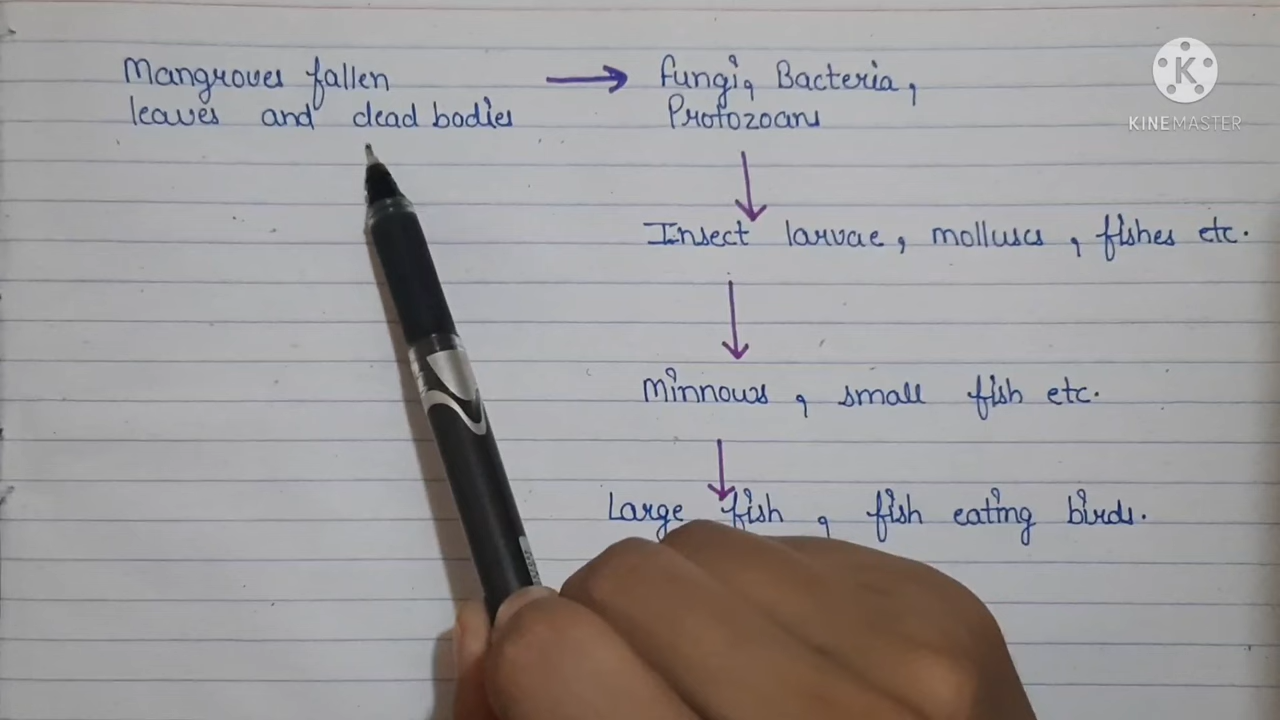 Mangroves fallen
leaves and dead bodies
Fungi, Bacteria,
Protozoans
Insect larvae, molluscs, fishes etc.
Minnows, small fish etc.
Large fish, fish eating birds.
K
KINEMASTER